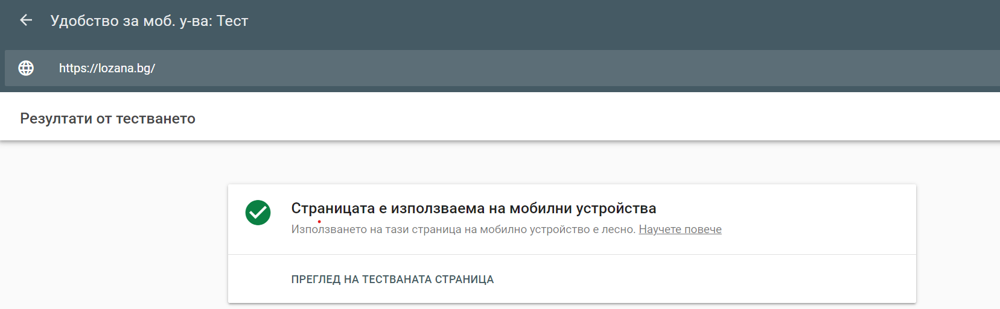 Удобство за моб. у-ва: Тест
https://lozana.bg/
Резултати от тестването
Страницата е използваема на мобилни устройства
Използването на тази страница на мобилно устройство е лесно. Научете повече
ПРЕГЛЕД НА ТЕСТВАНАТА СТРАНИЦА